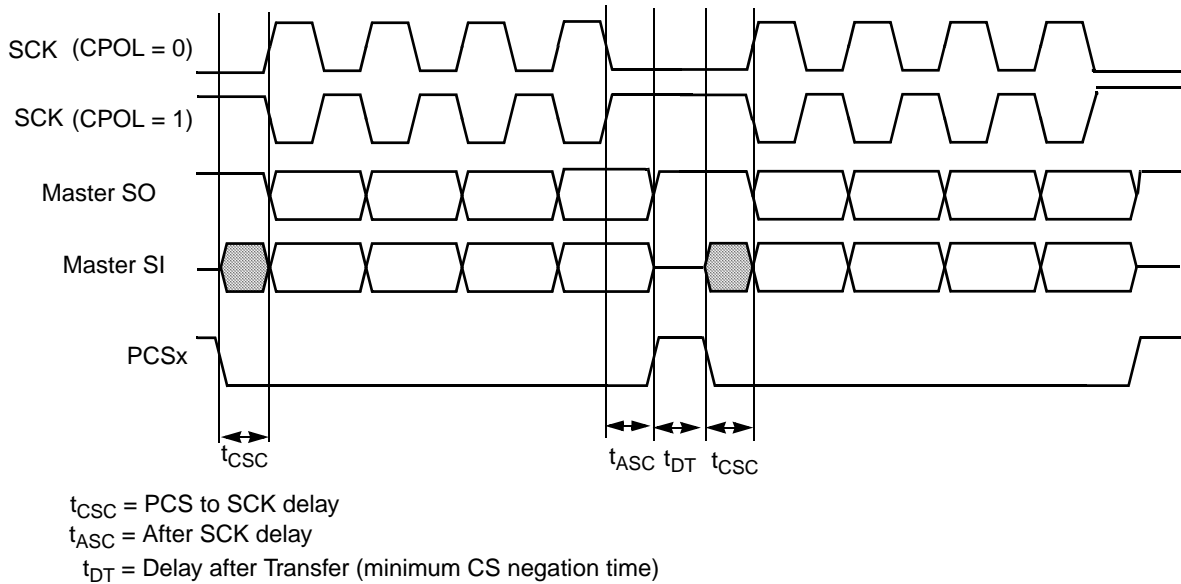 SCK (CPOL = 0)
SCK (CPOL = 1)
Master SO
Master SI
PCSx
tCSC
tASC tDT tCSC
tCSC = PCS to SCK delay
tASC = After SCK delay
tDT = Delay after Transfer (minimum CS negation time)